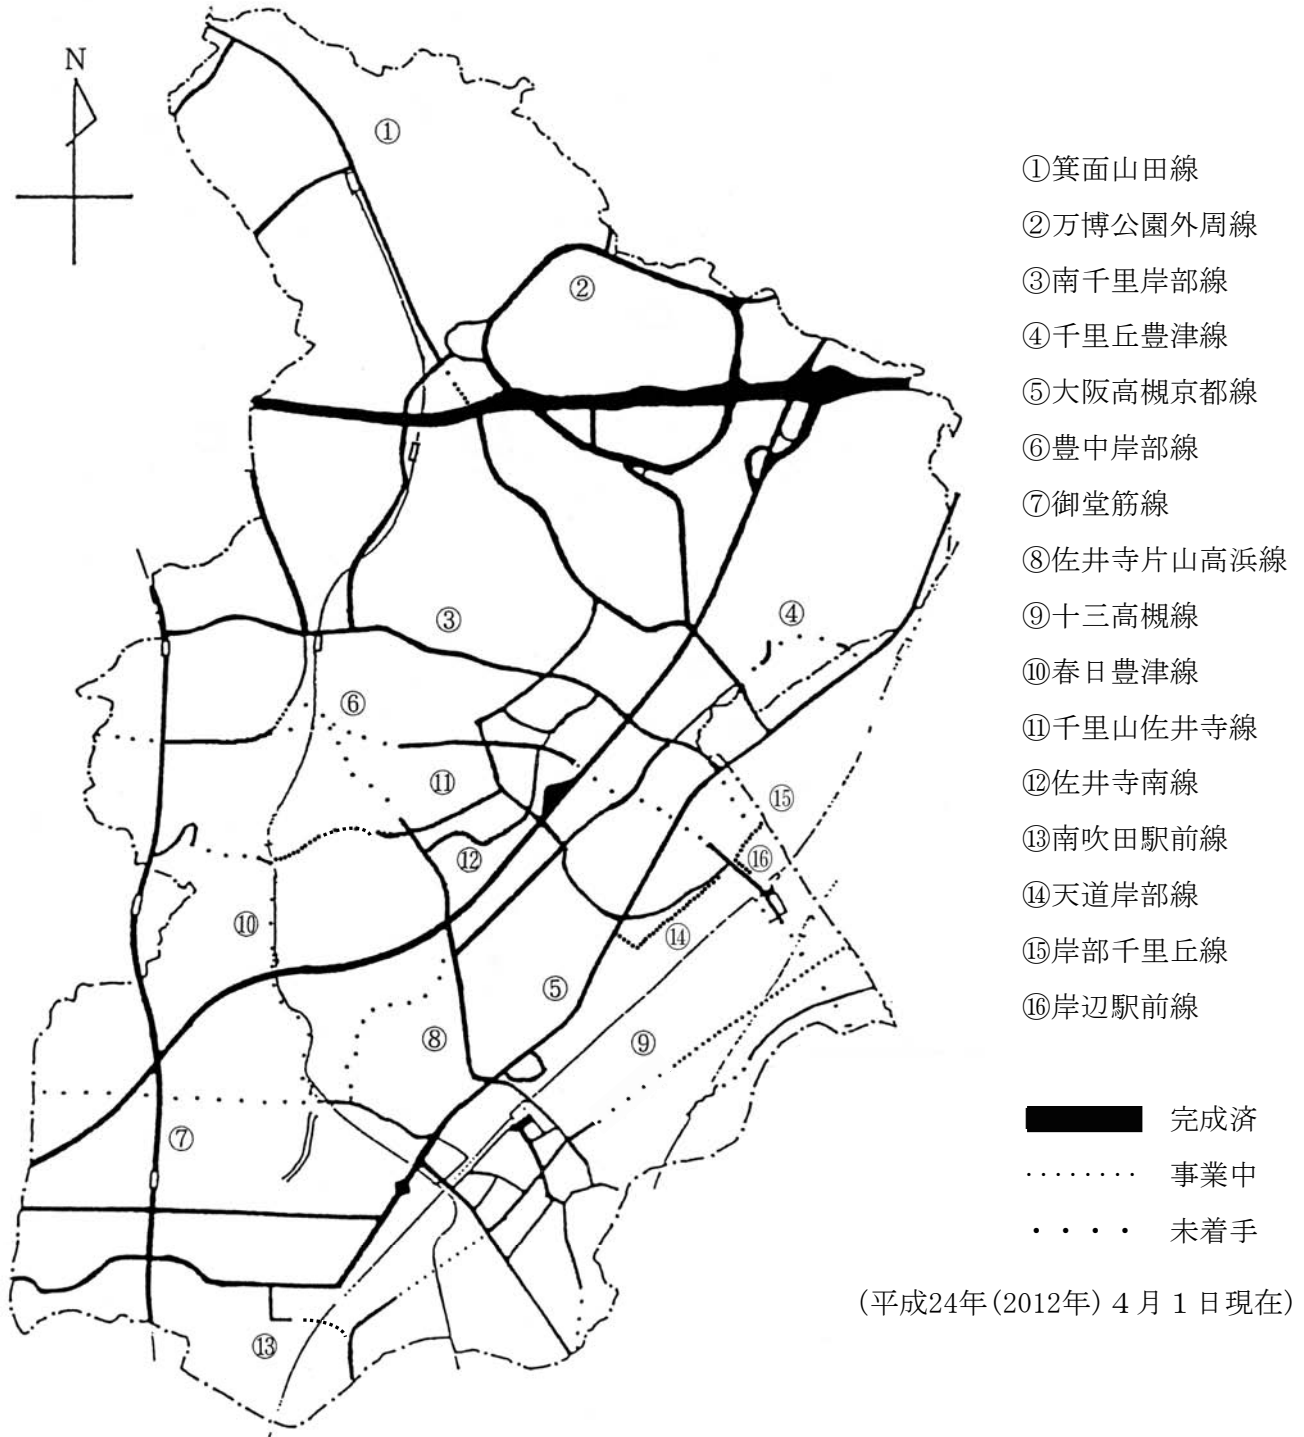 N
①
②
③
④
⑥
⑪
⑮
⑫
⑯
⑩
⑭
⑤
⑧
⑨
⑦
⑬
①箕面山田線
②万博公園外周線
③南千里岸部線
④千里丘豊津線
⑤大阪高槻京都線
⑥豊中岸部線
⑦御堂筋線
⑧佐井寺片山高浜線
⑨十三高槻線
⑩春日豊津線
⑪千里山佐井寺線
⑫佐井寺南線
⑬南吹田駅前線
⑭天道岸部線
⑮岸部千里丘線
⑯岸辺駅前線
完成済
事業中
未着手
(平成24年(2012年)４月１日現在)